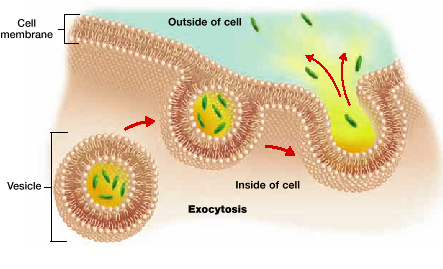 Cell
membrane
Outside of cell
Vesicle
Inside of cell
Exocytosis